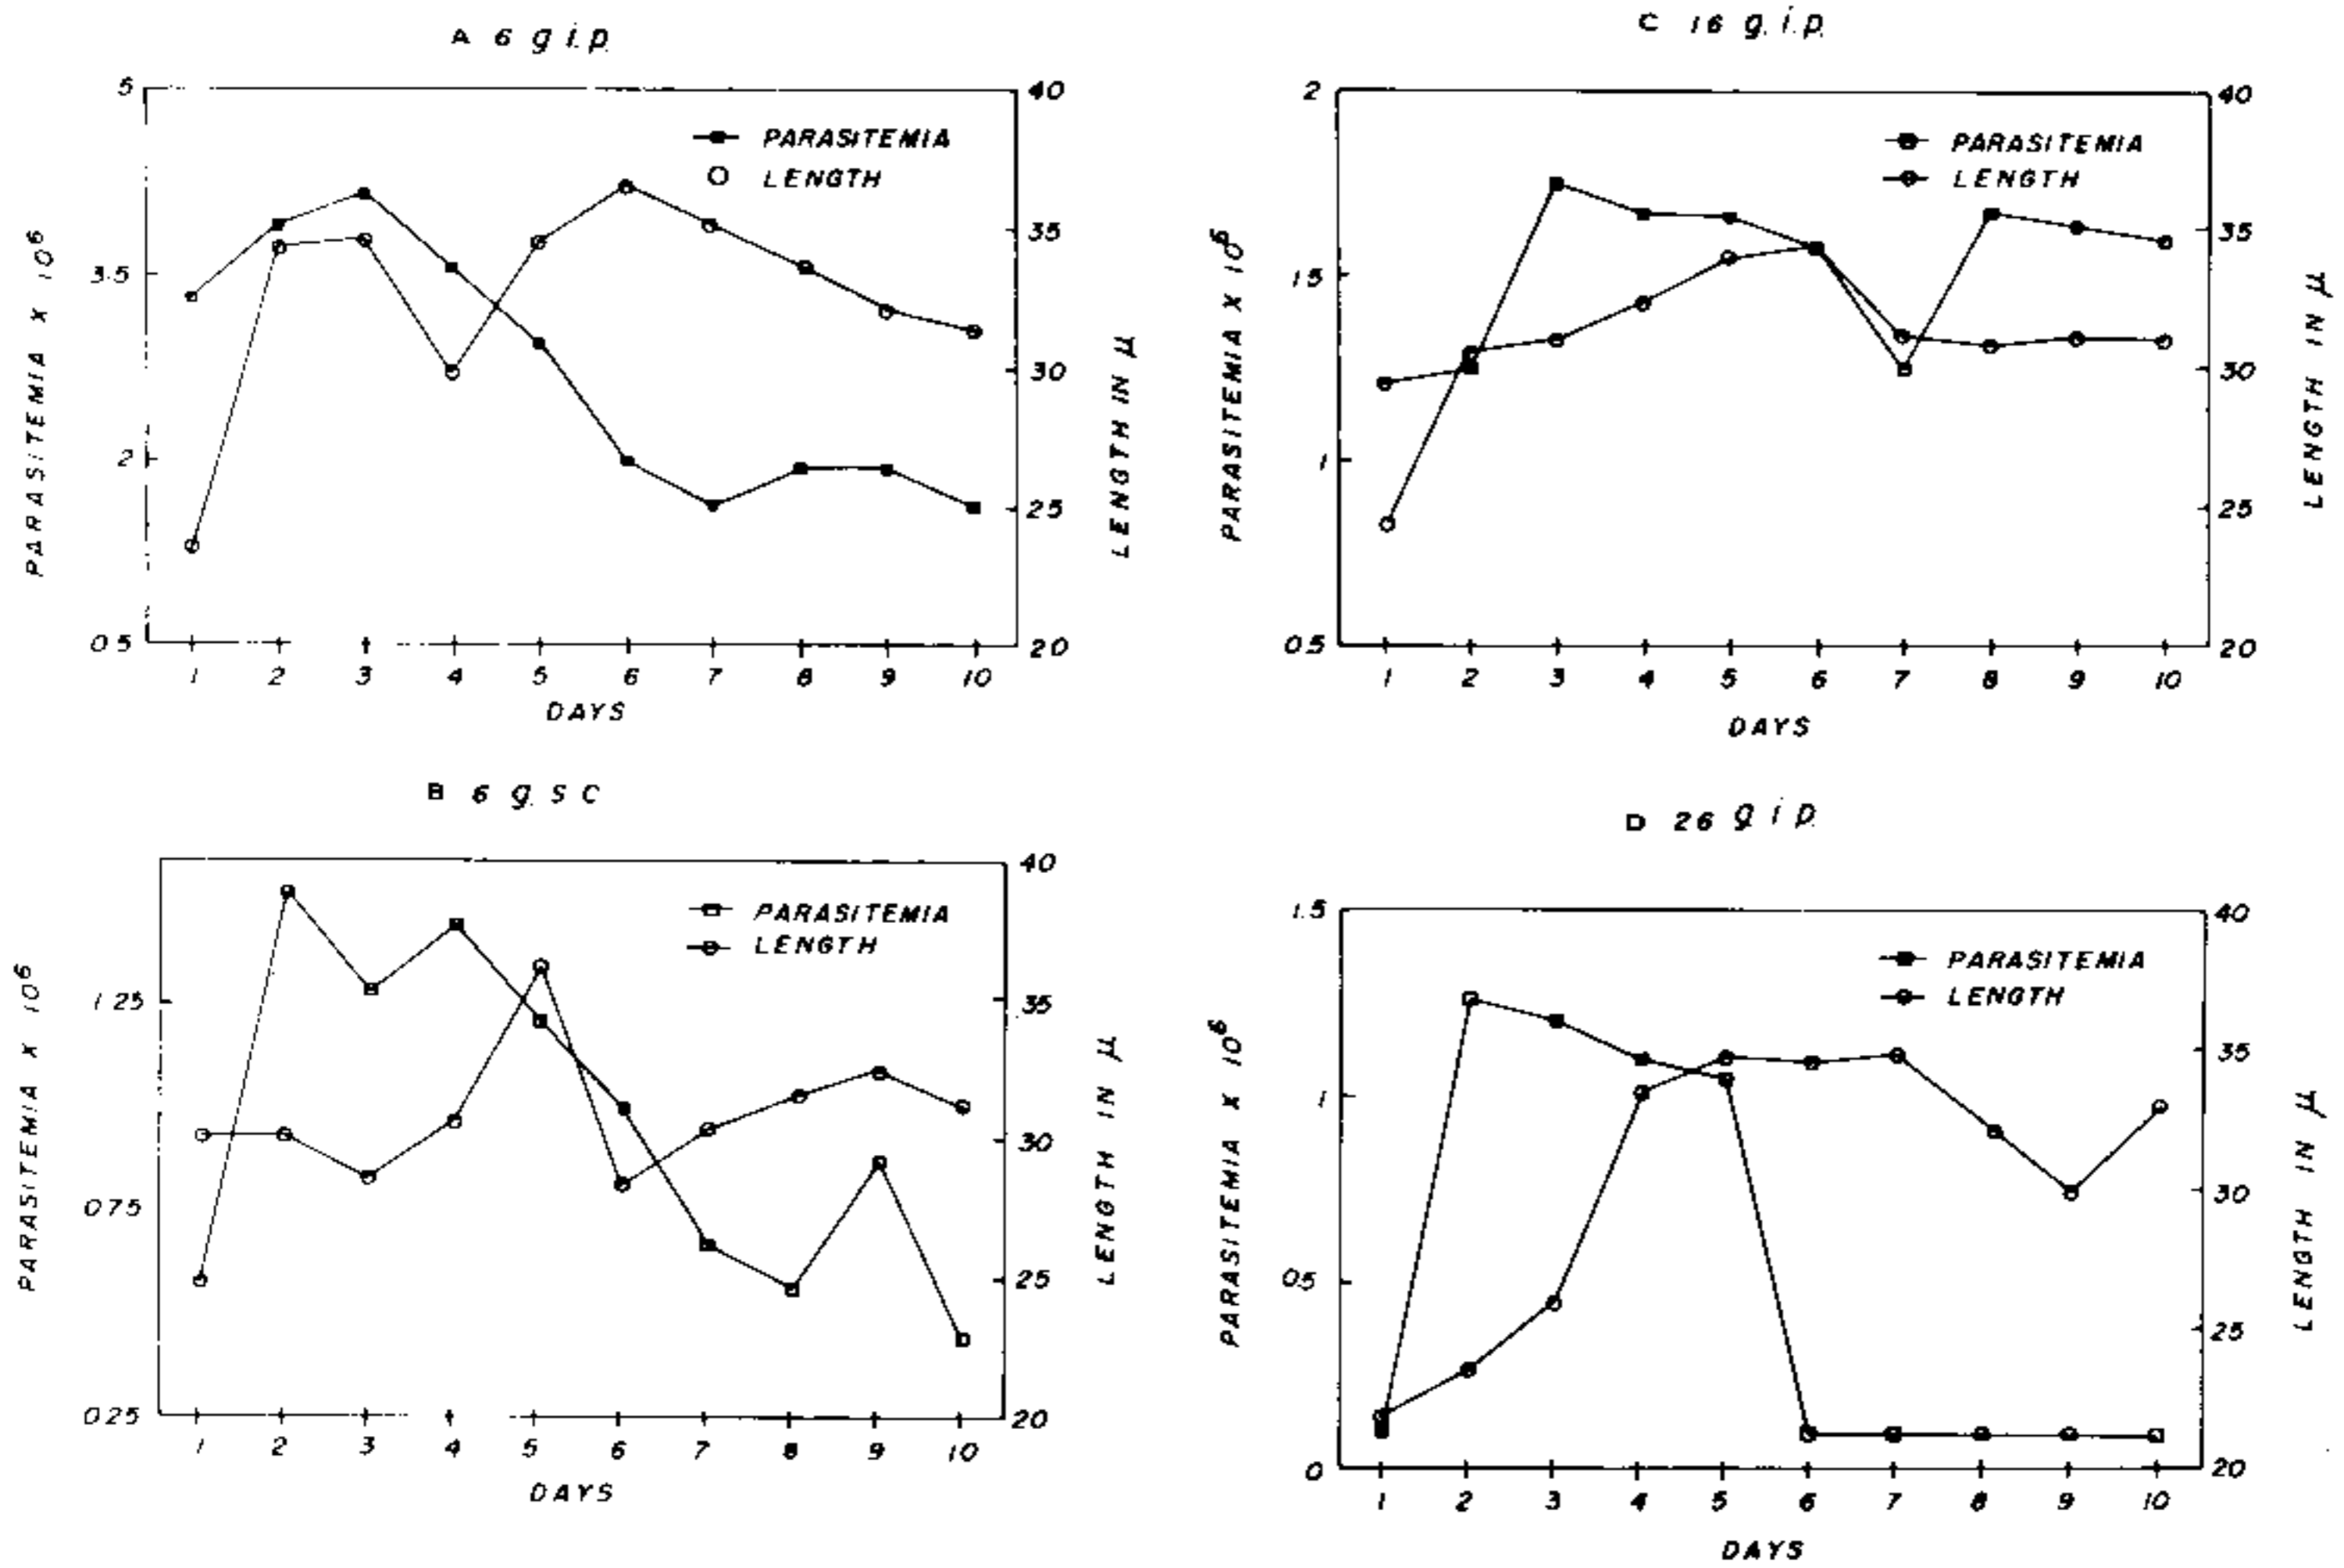 A 6 g i.p.
5
3.5
2
0.5
PARASITEMIA X 10⁶
PARASITEMIA
LENGTH
40
35
30
25
20
LENGTH IN µ
1 2 3 4 5 6 7 8 9 10
DAYS
C 16 g. i.p.
2
1.5
1
0.5
PARASITEMIA X 10⁶
PARASITEMIA
LENGTH
40
35
30
25
20
LENGTH IN µ
1 2 3 4 5 6 7 8 9 10
DAYS
B 6 g. s c
1 25
0 75
0 25
PARASITEMIA X 10⁶
PARASITEMIA
LENGTH
40
35
30
25
20
LENGTH IN µ
1 2 3 4 5 6 7 8 9 10
DAYS
D 26 g i p.
1.5
1
0.5
0
PARASITEMIA X 10⁶
PARASITEMIA
LENGTH
40
35
30
25
20
LENGTH IN µ
1 2 3 4 5 6 7 8 9 10
DAYS